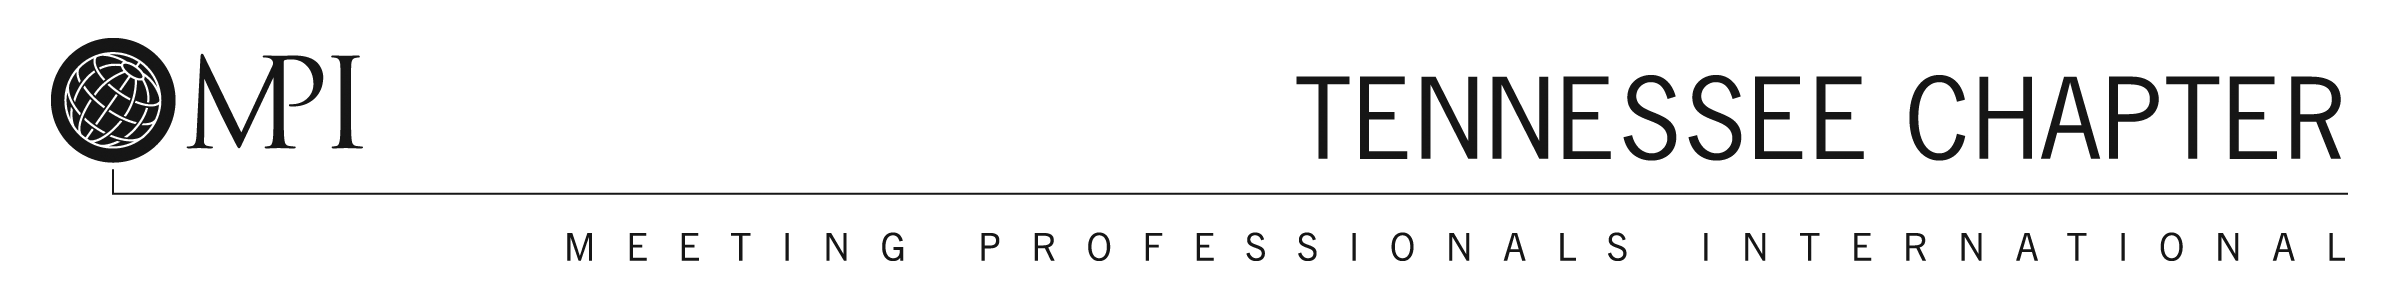 MPI
TENNESSEE CHAPTER
MEETING PROFESSIONALS INTERNATIONAL